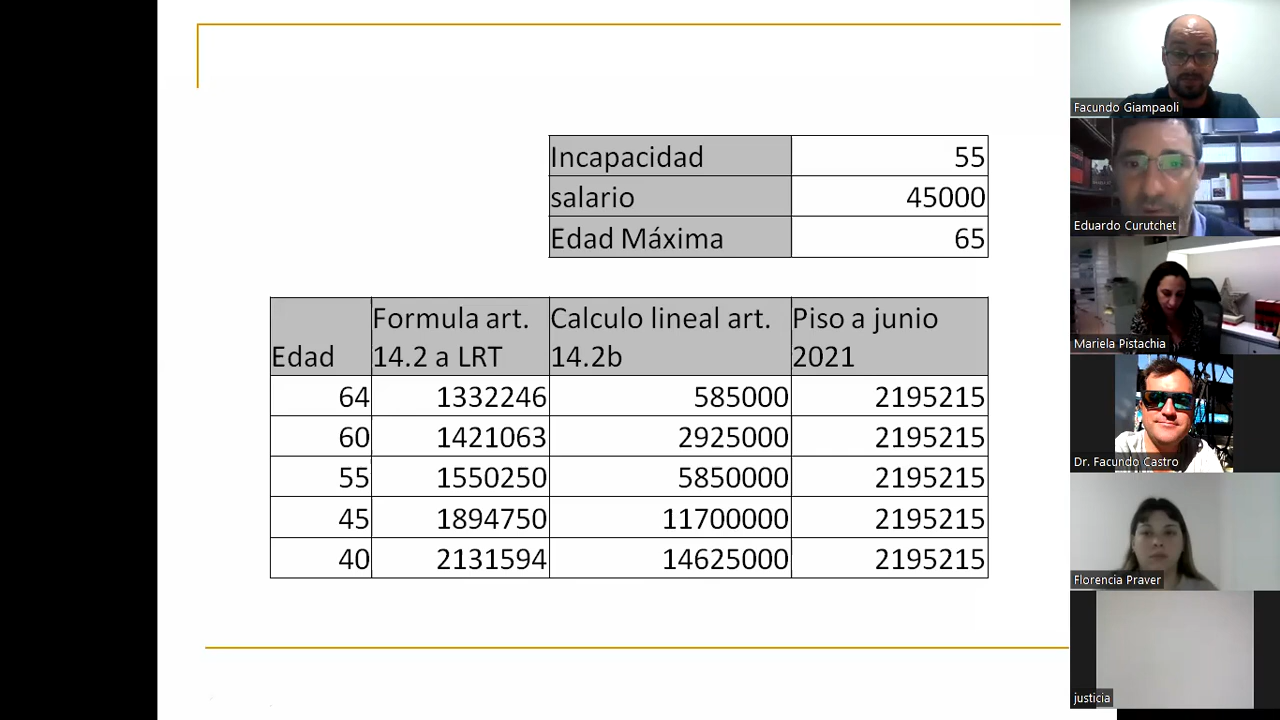 Incapacidad 55
salario 45000
Edad Máxima 65
Edad Formula art. 14.2 a LRT Calculo lineal art. 14.2b Piso a junio 2021
64 1332246 585000 2195215
60 1421063 2925000 2195215
55 1550250 5850000 2195215
45 1894750 11700000 2195215
40 2131594 14625000 2195215
Facundo Giampaoli
Eduardo Curutchet
Mariela Pistachia
Dr. Facundo Castro
Florencia Praver
justicia